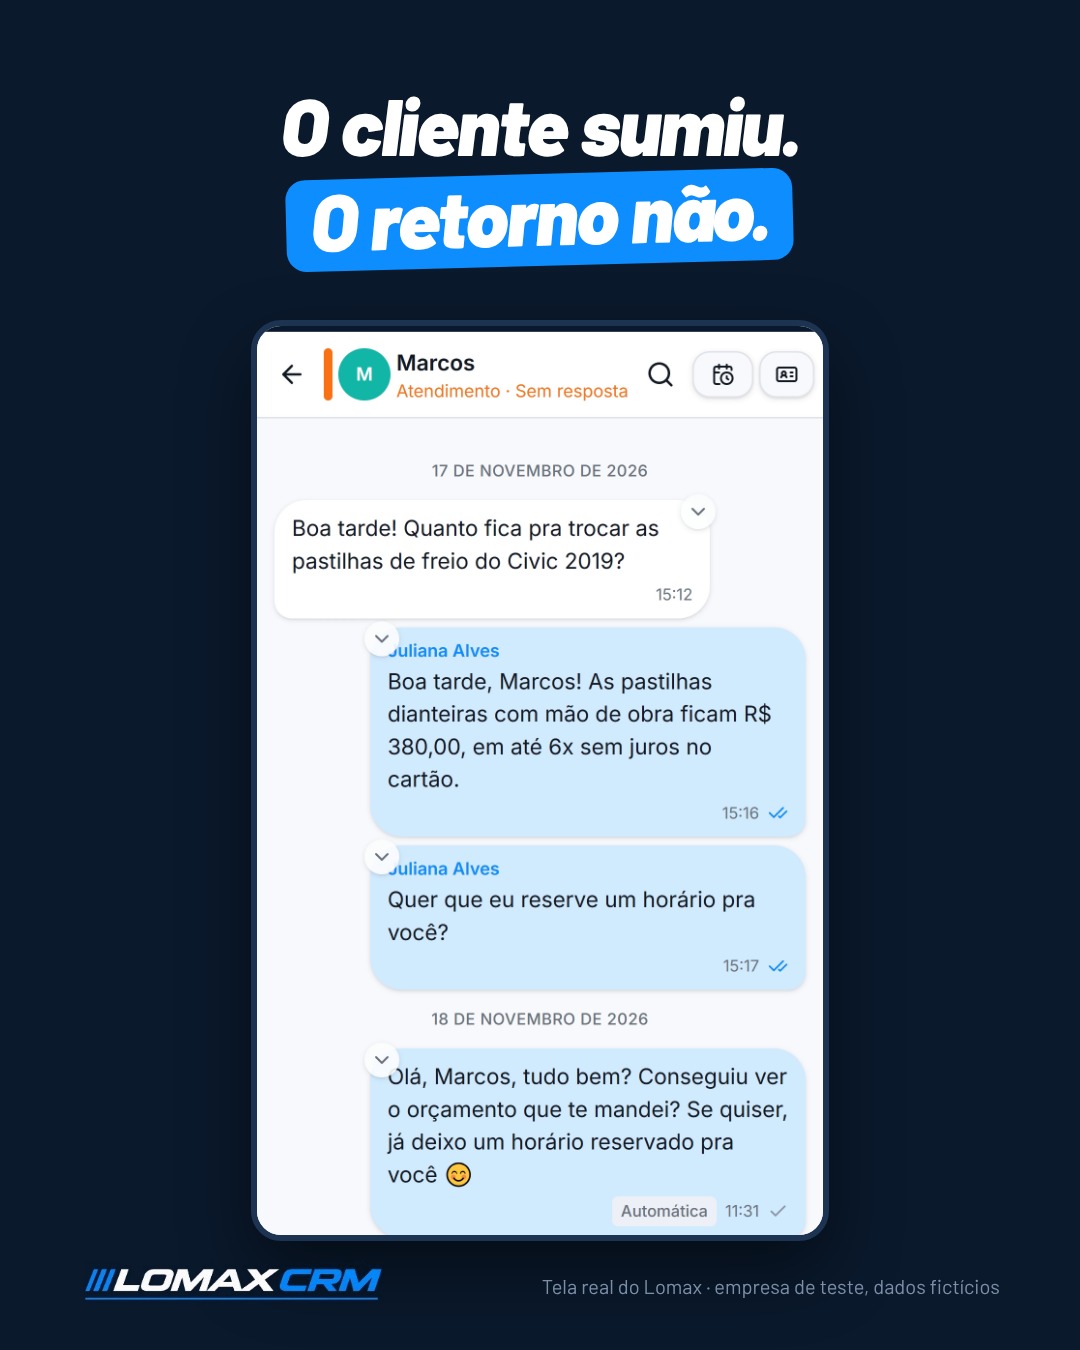 O cliente sumiu.
O retorno não.
M
Marcos
Atendimento · Sem resposta
17 DE NOVEMBRO DE 2026
Boa tarde! Quanto fica pra trocar as
pastilhas de freio do Civic 2019?
15:12
Juliana Alves
Boa tarde, Marcos! As pastilhas
dianteiras com mão de obra ficam R$
380,00, em até 6x sem juros no
cartão.
15:16
Juliana Alves
Quer que eu reserve um horário pra
você?
15:17
18 DE NOVEMBRO DE 2026
Olá, Marcos, tudo bem? Conseguiu ver
o orçamento que te mandei? Se quiser,
já deixo um horário reservado pra
você 😊
Automática 11:31
LOMAX CRM
Tela real do Lomax · empresa de teste, dados fictícios